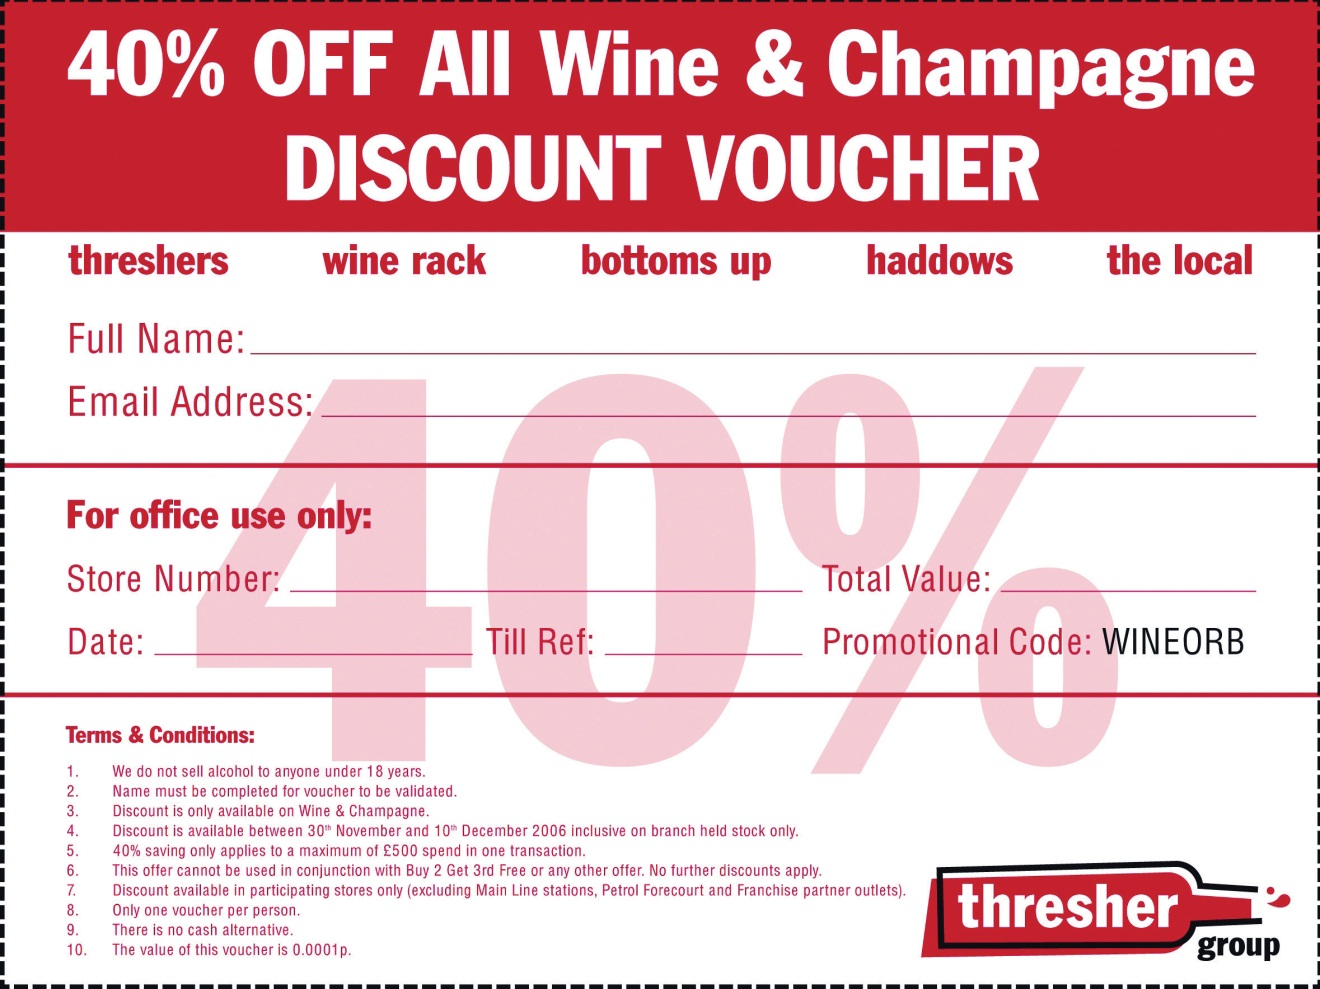 40% OFF All Wine & Champagne
DISCOUNT VOUCHER
threshers wine rack bottoms up haddows the local
Full Name:
Email Address:
40%
For office use only:
Store Number: Total Value:
Date: Till Ref: Promotional Code: WINEORB
Terms & Conditions:
1. We do not sell alcohol to anyone under 18 years.
2. Name must be completed for voucher to be validated.
3. Discount is only available on Wine & Champagne.
4. Discount is available between 30th November and 10th December 2006 inclusive on branch held stock only.
5. 40% saving only applies to a maximum of £500 spend in one transaction.
6. This offer cannot be used in conjunction with Buy 2 Get 3rd Free or any other offer. No further discounts apply.
7. Discount available in participating stores only (excluding Main Line stations, Petrol Forecourt and Franchise partner outlets).
8. Only one voucher per person.
9. There is no cash alternative.
10. The value of this voucher is 0.0001p.
thresher
group